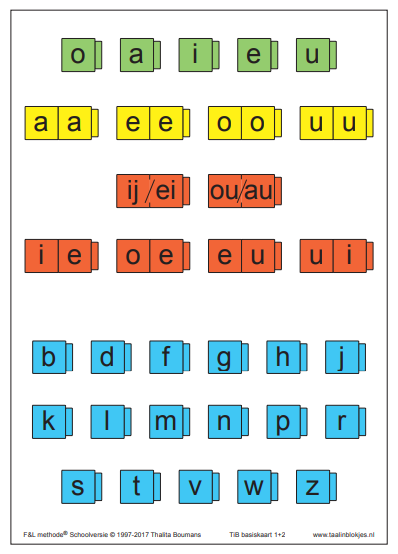 o a i e u
aa ee oo uu
ij/ei ou/au
ie oe eu ui
b d f g h j
k l m n p r
s t v w z
F&L methode® Schoolversie © 1997-2017 Thalita Boumans TiB basiskaart 1+2 www.taalinblokjes.nl